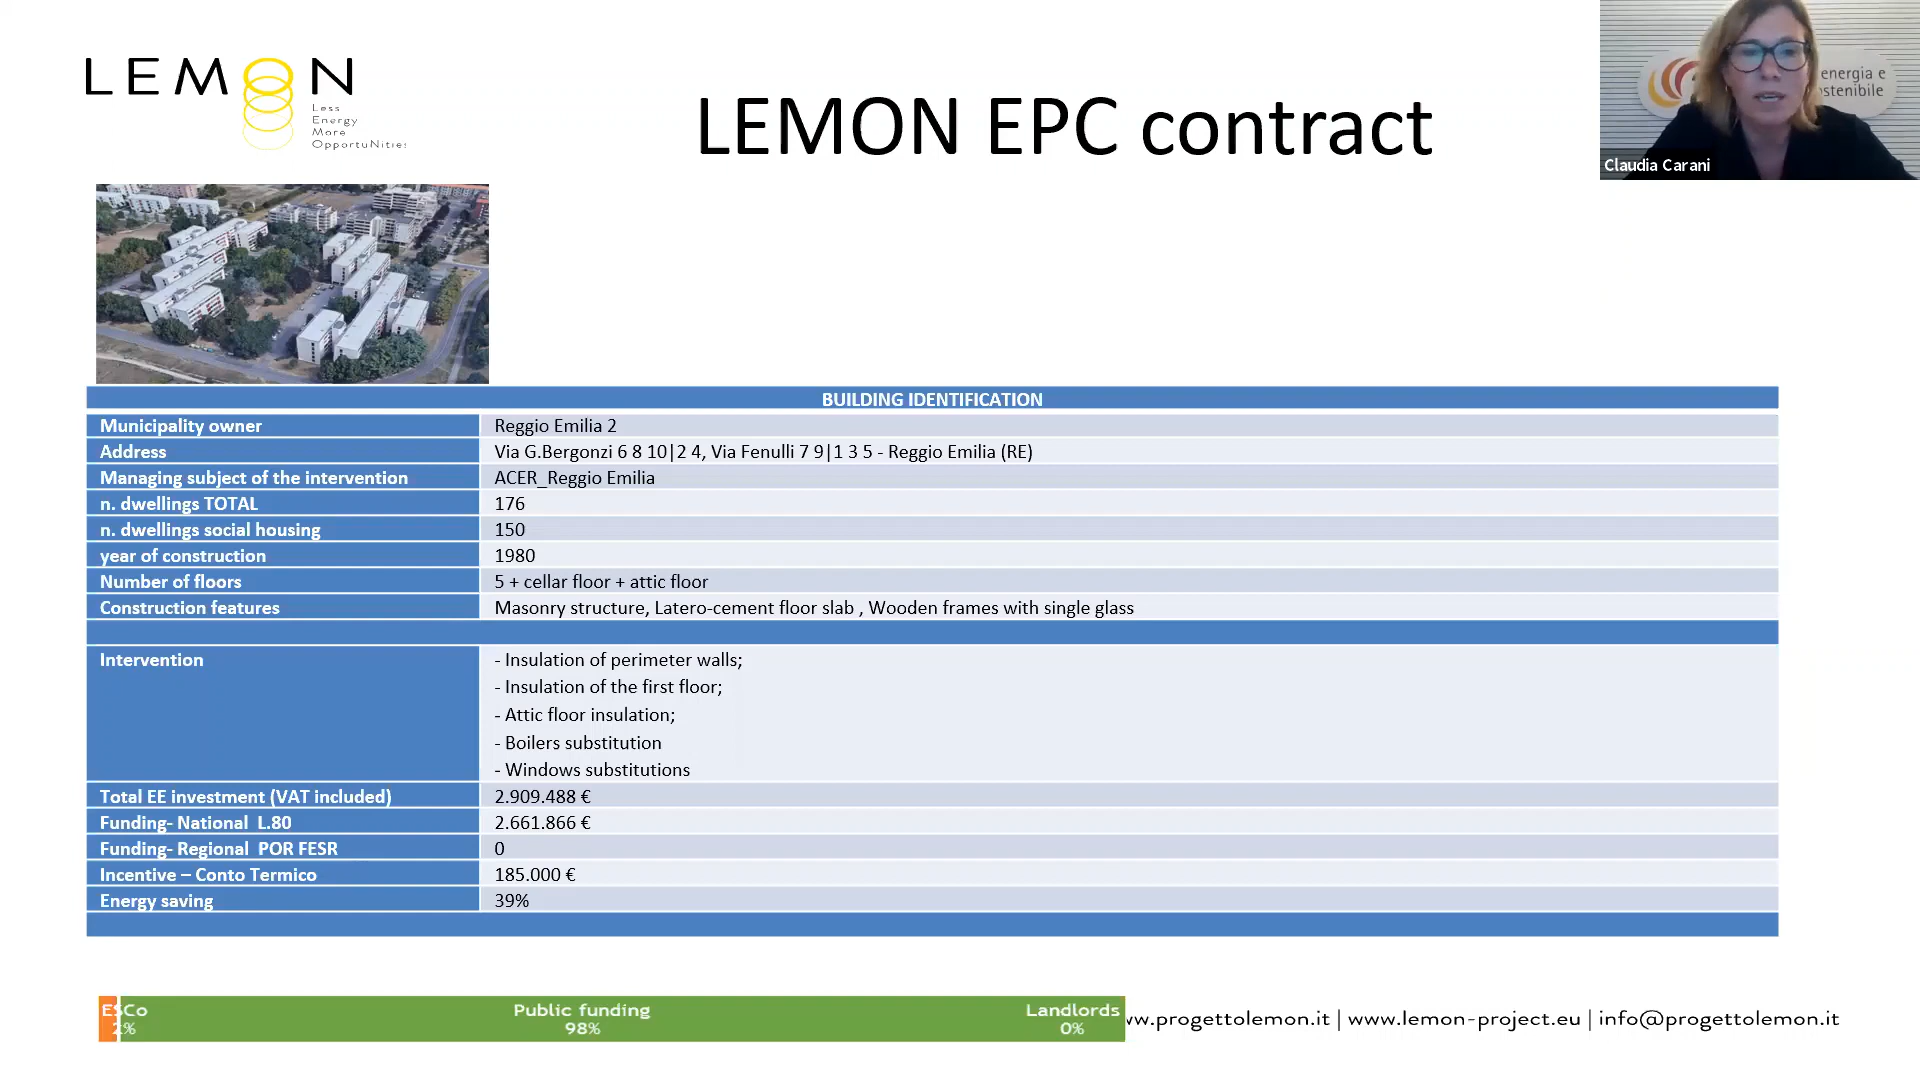 LEMON
Less
Energy
More
OpportuNities
LEMON EPC contract
energia e
ostenibile
Claudia Carani
BUILDING IDENTIFICATION
Municipality owner Reggio Emilia 2
Address Via G.Bergonzi 6 8 10|2 4, Via Fenulli 7 9|1 3 5 - Reggio Emilia (RE)
Managing subject of the intervention ACER_Reggio Emilia
n. dwellings TOTAL 176
n. dwellings social housing 150
year of construction 1980
Number of floors 5 + cellar floor + attic floor
Construction features Masonry structure, Latero-cement floor slab , Wooden frames with single glass
Intervention - Insulation of perimeter walls;
- Insulation of the first floor;
- Attic floor insulation;
- Boilers substitution
- Windows substitutions
Total EE investment (VAT included) 2.909.488 €
Funding- National L.80 2.661.866 €
Funding- Regional POR FESR 0
Incentive – Conto Termico 185.000 €
Energy saving 39%
ESCo Public funding Landlords
2% 98% 0%
ww.progettolemon.it | www.lemon-project.eu | info@progettolemon.it